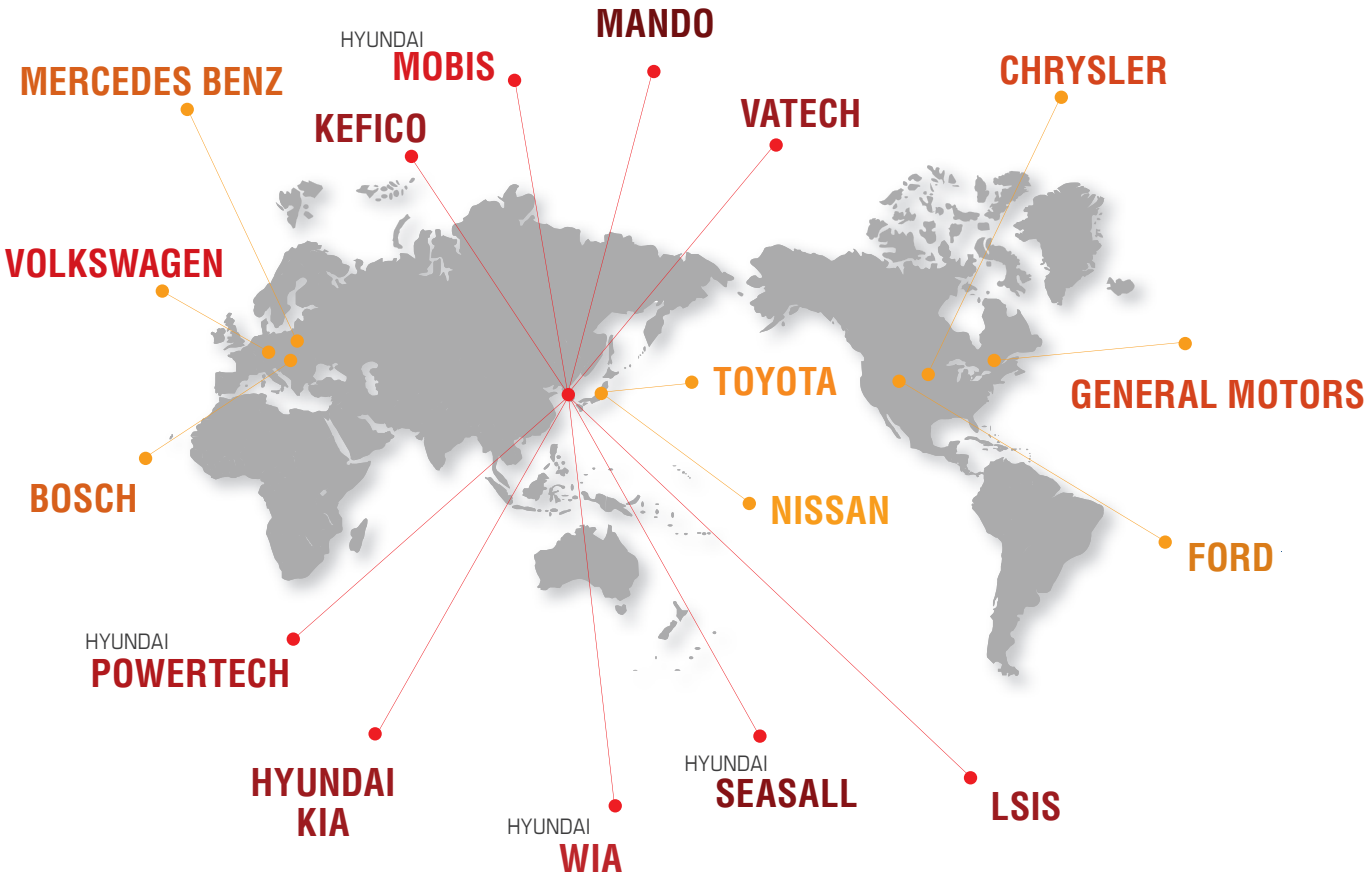 MANDO
HYUNDAI
MOBIS
MERCEDES BENZ
CHRYSLER
KEFICO
VATECH
VOLKSWAGEN
TOYOTA
GENERAL MOTORS
BOSCH
NISSAN
FORD
HYUNDAI
POWERTECH
HYUNDAI
KIA
HYUNDAI
SEASALL
LSIS
HYUNDAI
WIA